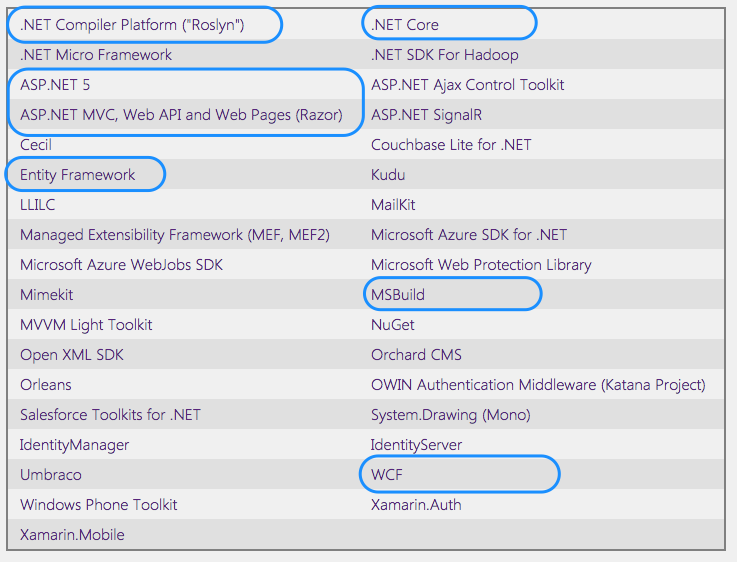 .NET Compiler Platform ("Roslyn") .NET Core
.NET Micro Framework .NET SDK For Hadoop
ASP.NET 5 ASP.NET Ajax Control Toolkit
ASP.NET MVC, Web API and Web Pages (Razor) ASP.NET SignalR
Cecil Couchbase Lite for .NET
Entity Framework Kudu
LLILC MailKit
Managed Extensibility Framework (MEF, MEF2) Microsoft Azure SDK for .NET
Microsoft Azure WebJobs SDK Microsoft Web Protection Library
Mimekit MSBuild
MVVM Light Toolkit NuGet
Open XML SDK Orchard CMS
Orleans OWIN Authentication Middleware (Katana Project)
Salesforce Toolkits for .NET System.Drawing (Mono)
IdentityManager IdentityServer
Umbraco WCF
Windows Phone Toolkit Xamarin.Auth
Xamarin.Mobile